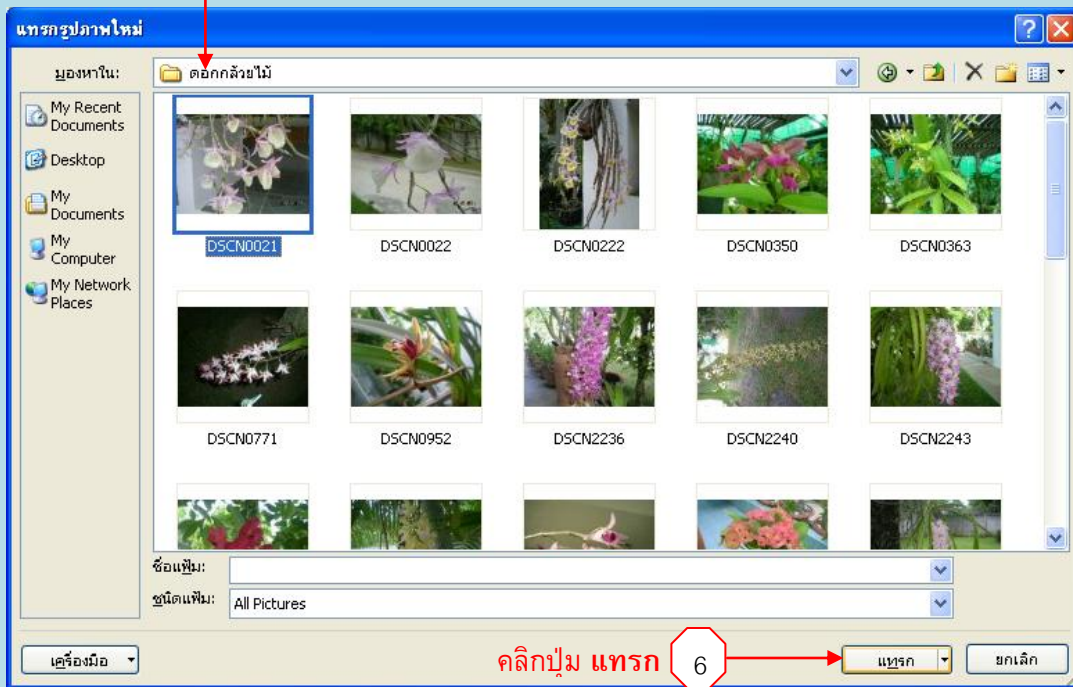 แทรกรูปภาพใหม่
มองหาใน:
ดอกกล้วยไม้
My Recent
Documents
Desktop
My
Documents
My
Computer
My Network
Places
DSCN0021
DSCN0022
DSCN0222
DSCN0350
DSCN0363
DSCN0771
DSCN0952
DSCN2236
DSCN2240
DSCN2243
ชื่อแฟ้ม:
ชนิดแฟ้ม:
All Pictures
เครื่องมือ
คลิกปุ่ม แทรก
6
แทรก
ยกเลิก